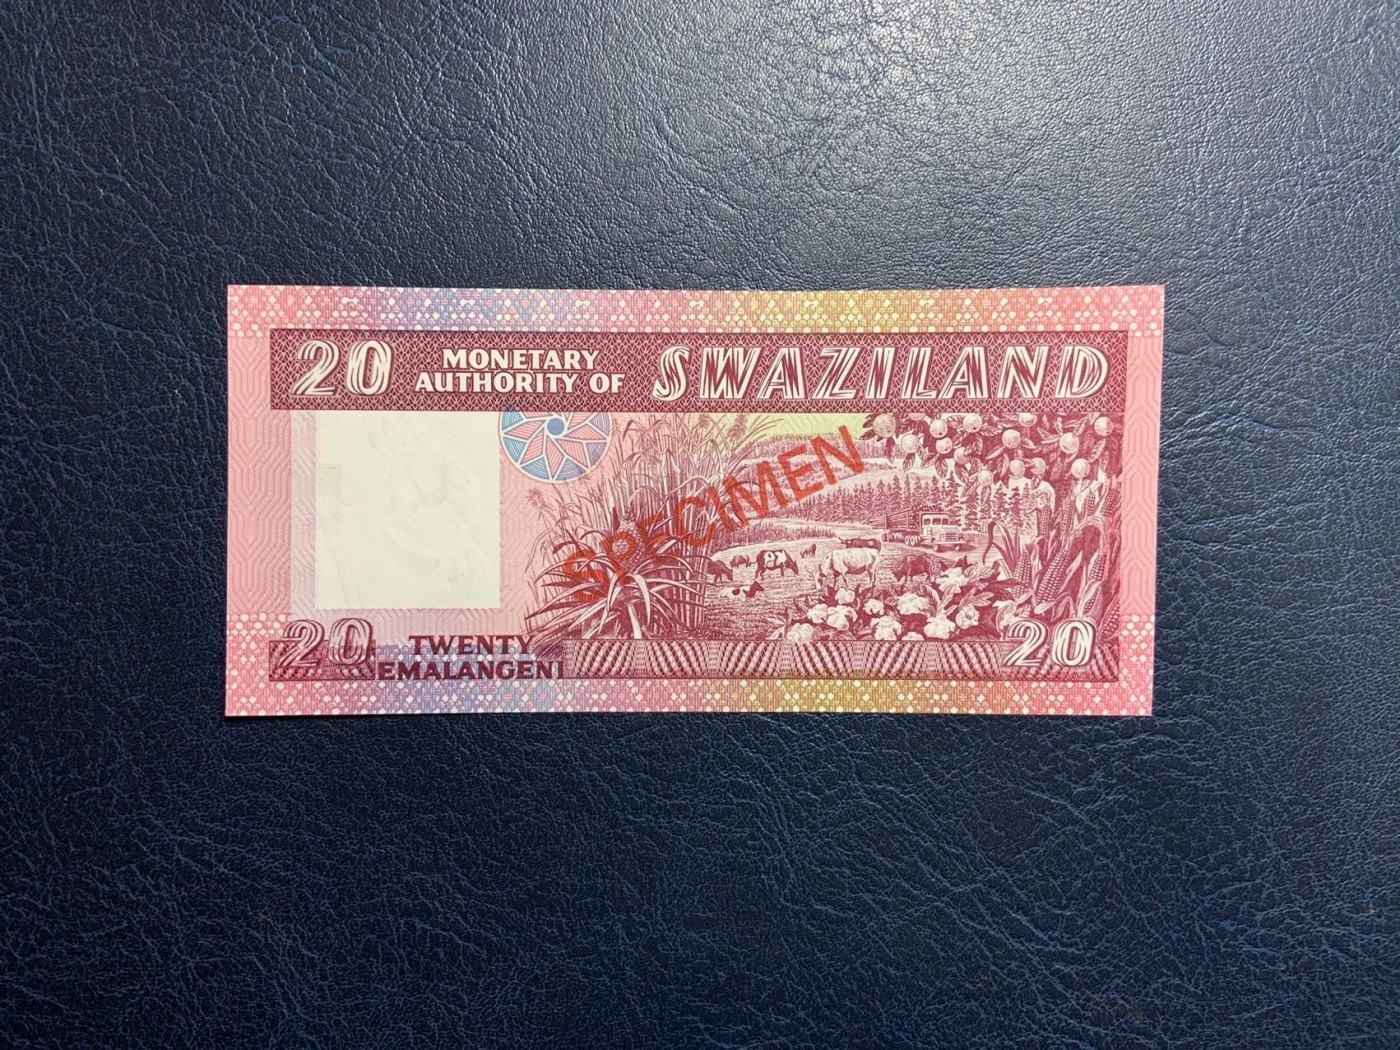 20 MONETARY AUTHORITY OF SWAZILAND
SPECIMEN
20 TWENTY EMALANGENI 20